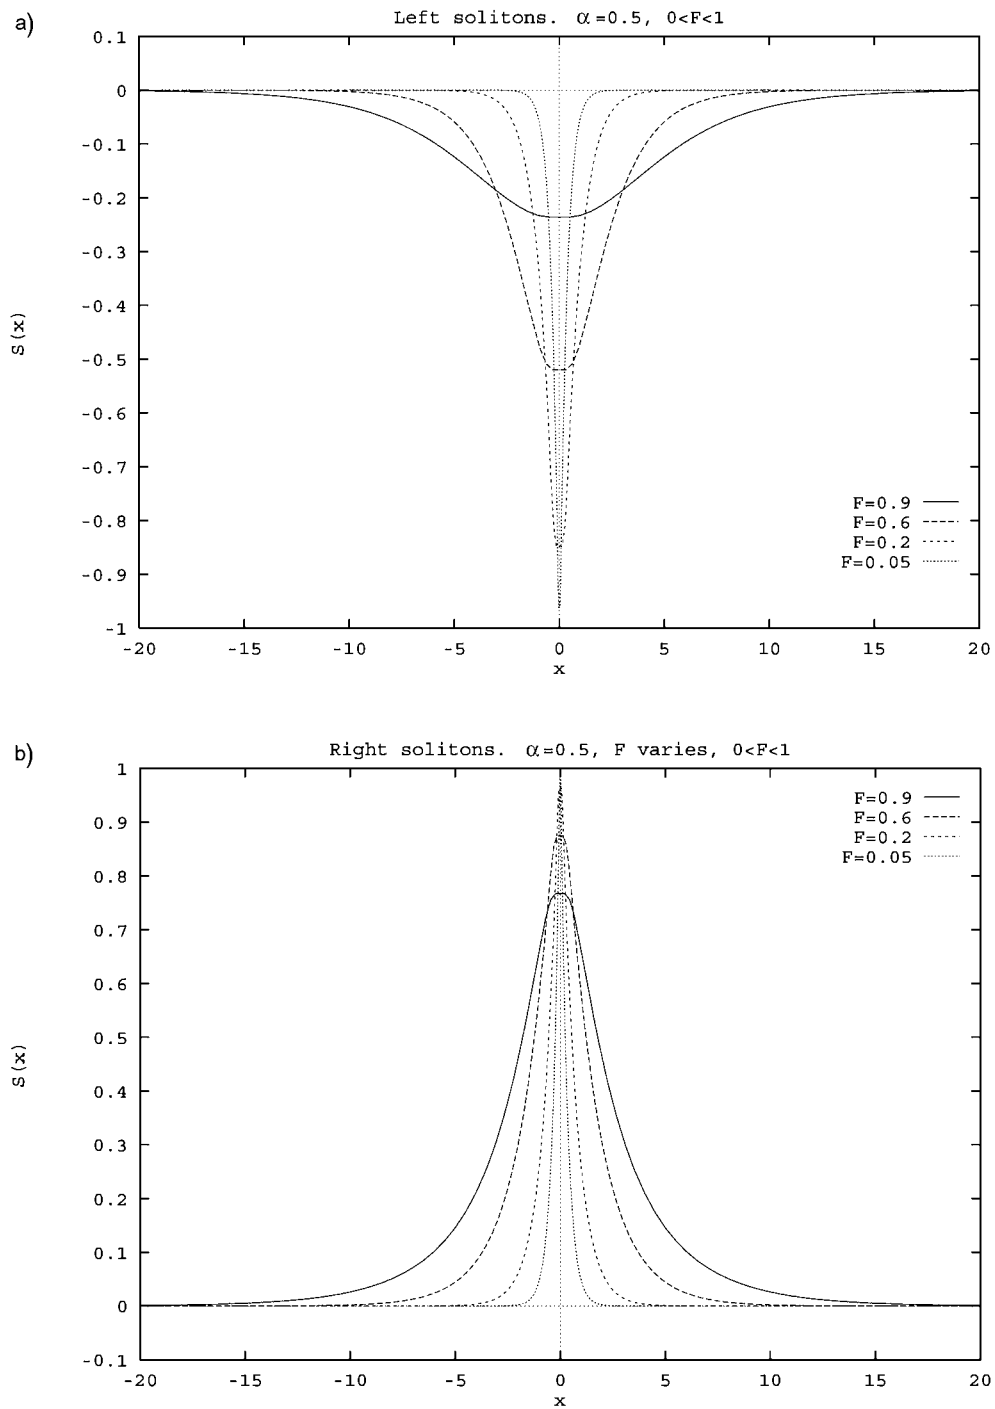 a)
Left solitons. α=0.5, 0<F<1
0.1
0
-0.1
-0.2
-0.3
-0.4
-0.5
-0.6
-0.7
-0.8
-0.9
-1
S(x)
F=0.9
F=0.6
F=0.2
F=0.05
-20 -15 -10 -5 0 5 10 15 20
x
b)
Right solitons. α=0.5, F varies, 0<F<1
1
0.9
0.8
0.7
0.6
0.5
0.4
0.3
0.2
0.1
0
-0.1
S(x)
F=0.9
F=0.6
F=0.2
F=0.05
-20 -15 -10 -5 0 5 10 15 20
x